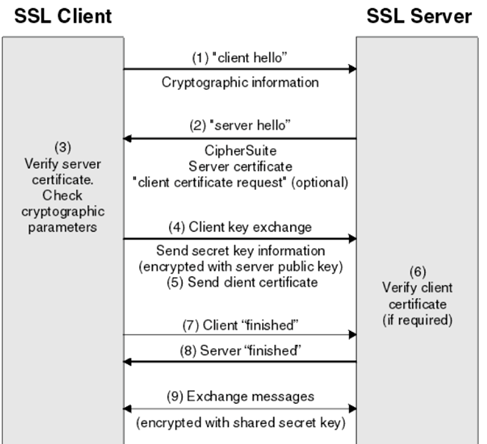 SSL Client
SSL Server
(1) "client hello”
Cryptographic information
(2) "server hello”
CipherSuite
Server certificate
"client certificate request" (optional)
(3)
Verify server
certificate.
Check
cryptographic
parameters
(4) Client key exchange
Send secret key information
(encrypted with server public key)
(5) Send client certificate
(6)
Verify client
certificate
(if required)
(7) Client “finished”
(8) Server “finished”
(9) Exchange messages
(encrypted with shared secret key)